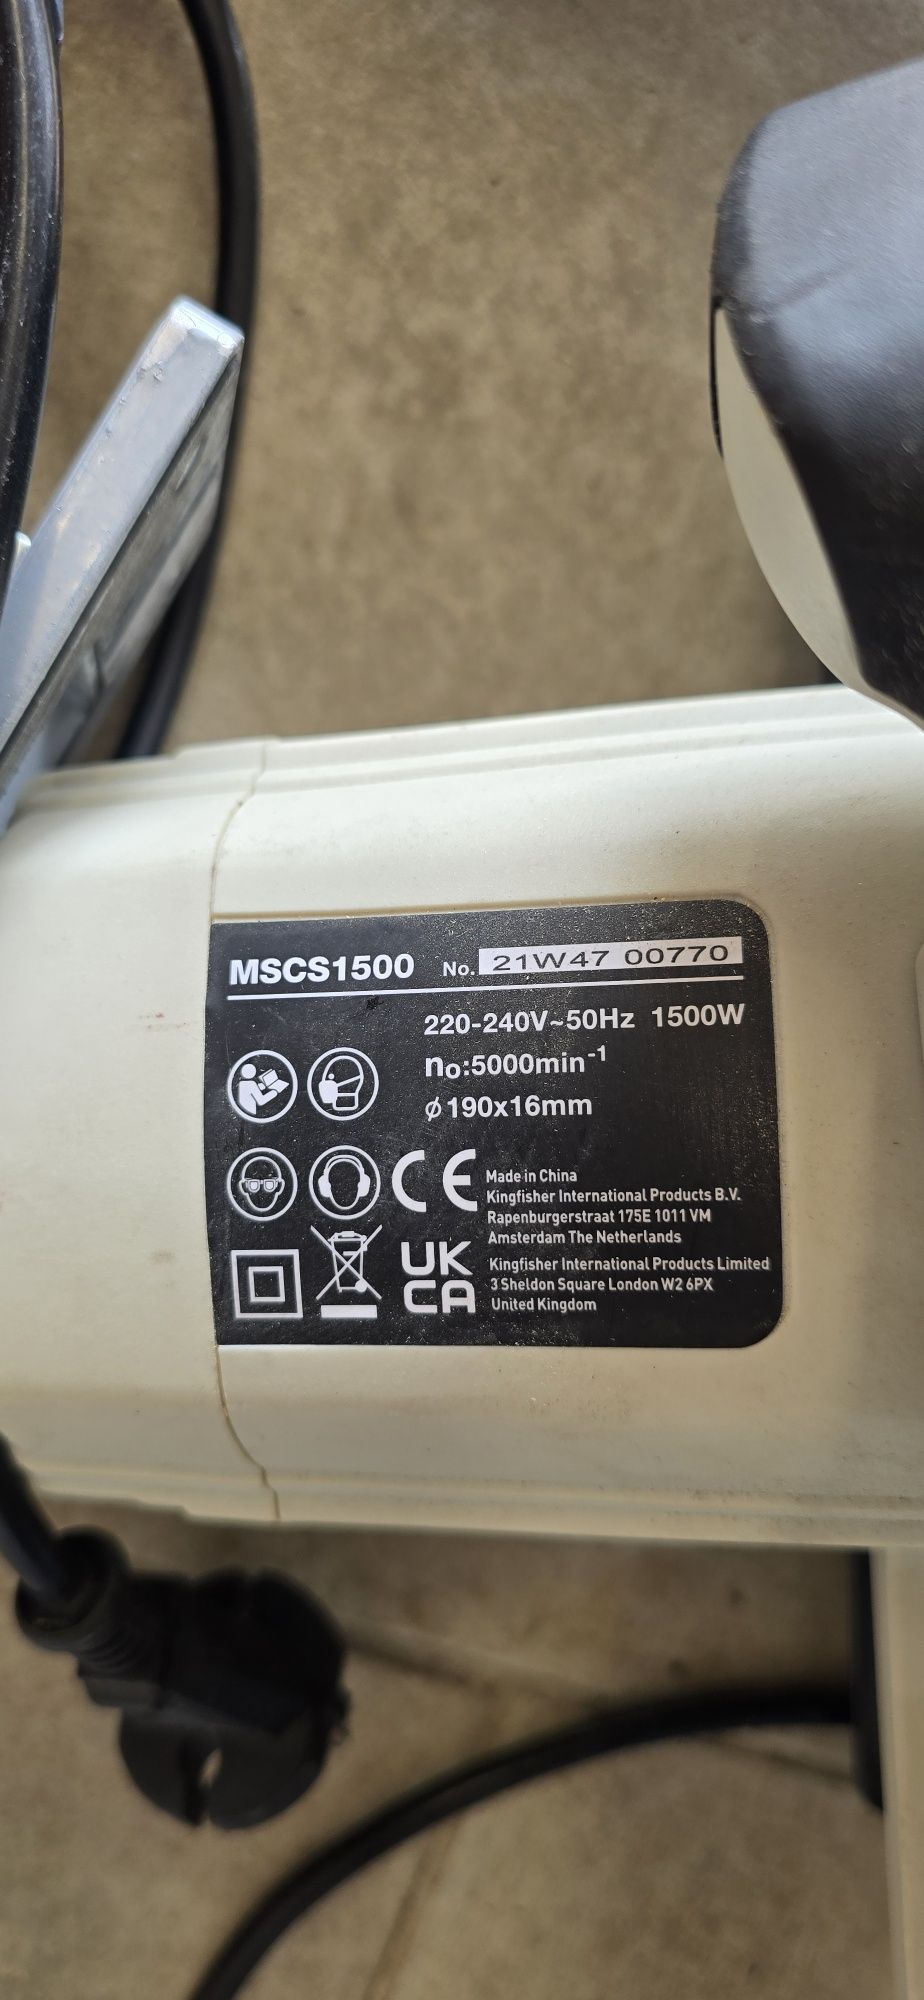 MSCS1500 No. 21W47 00770
220-240V~50Hz 1500W
no:5000min-1
ϕ190x16mm
CE
Made in China
Kingfisher International Products B.V.
Rapenburgerstraat 175E 1011 VM
Amsterdam The Netherlands
UK
CA
Kingfisher International Products Limited
3 Sheldon Square London W2 6PX
United Kingdom